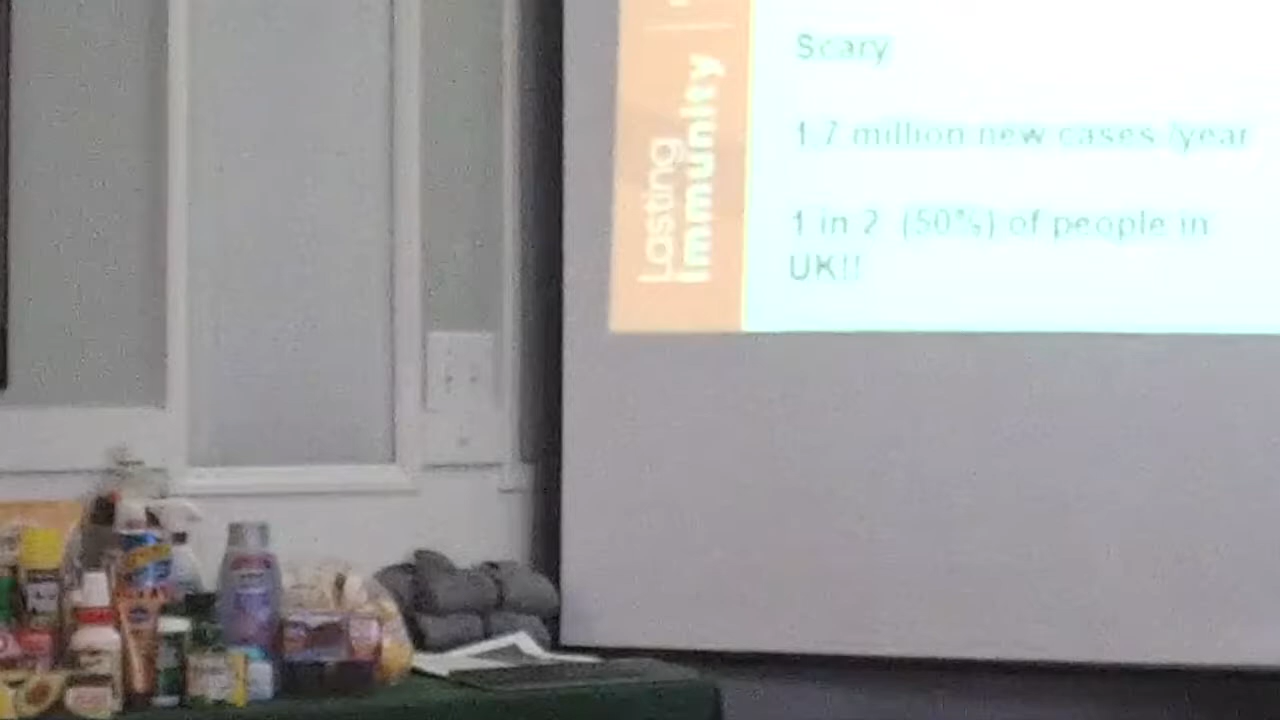 Lasting
immunity
Scary
1.7 million new cases /year
1 in 2 (50%) of people in
UK!!